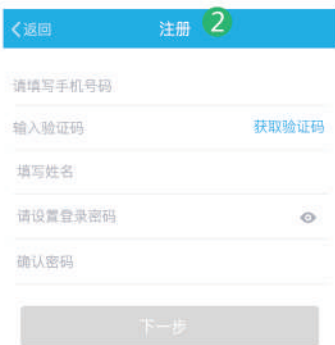 返回 注册 2
请填写手机号码
输入验证码 获取验证码
填写姓名
请设置登录密码
确认密码
下一步